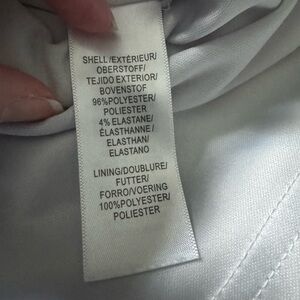 SHELL/EXTÉRIEUR/
OBERSTOFF/
TEJIDO EXTERIOR/
BOVENSTOF
96%POLYESTER/
POLIESTER
4% ELASTANE/
ÉLASTHANNE/
ELASTHAN/
ELASTANO
LINING/DOUBLURE/
FUTTER/
FORRO/VOERING
100%POLYESTER/
POLIESTER